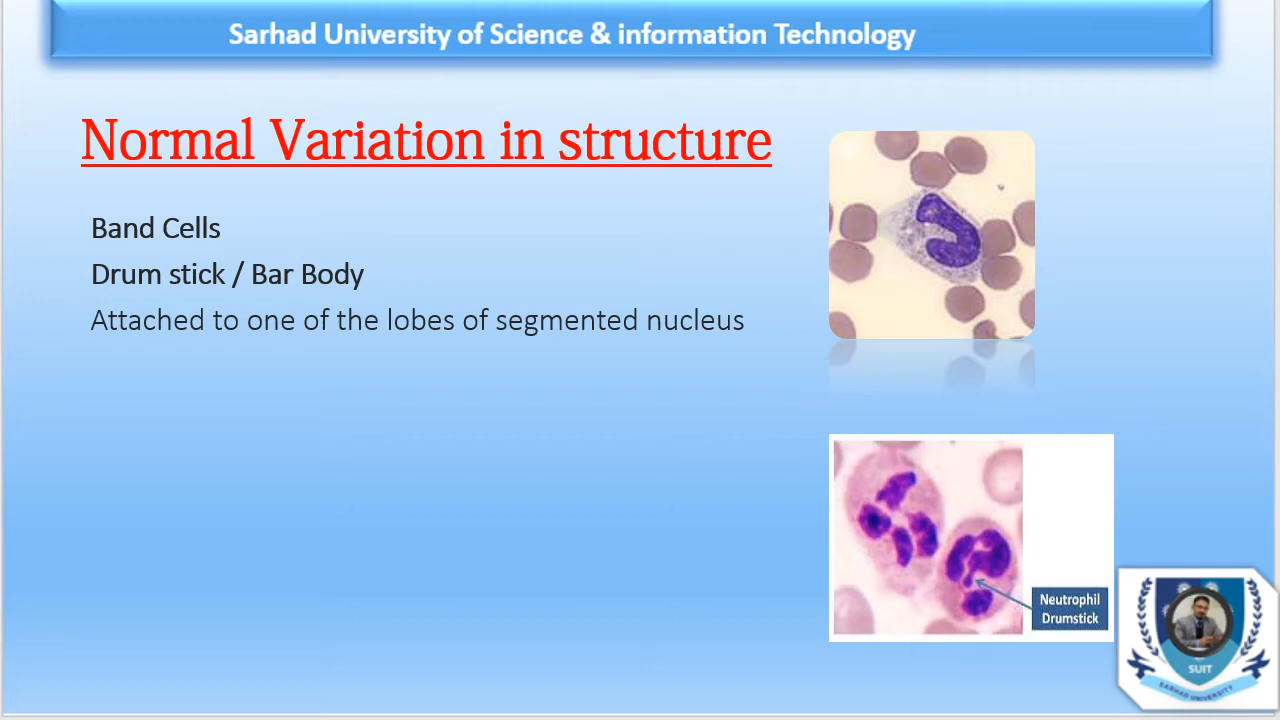 Sarhad University of Science & information Technology
Normal Variation in structure
Band Cells
Drum stick / Bar Body
Attached to one of the lobes of segmented nucleus
Neutrophil
Drumstick
SUIT
SARHAD UNIVERSITY